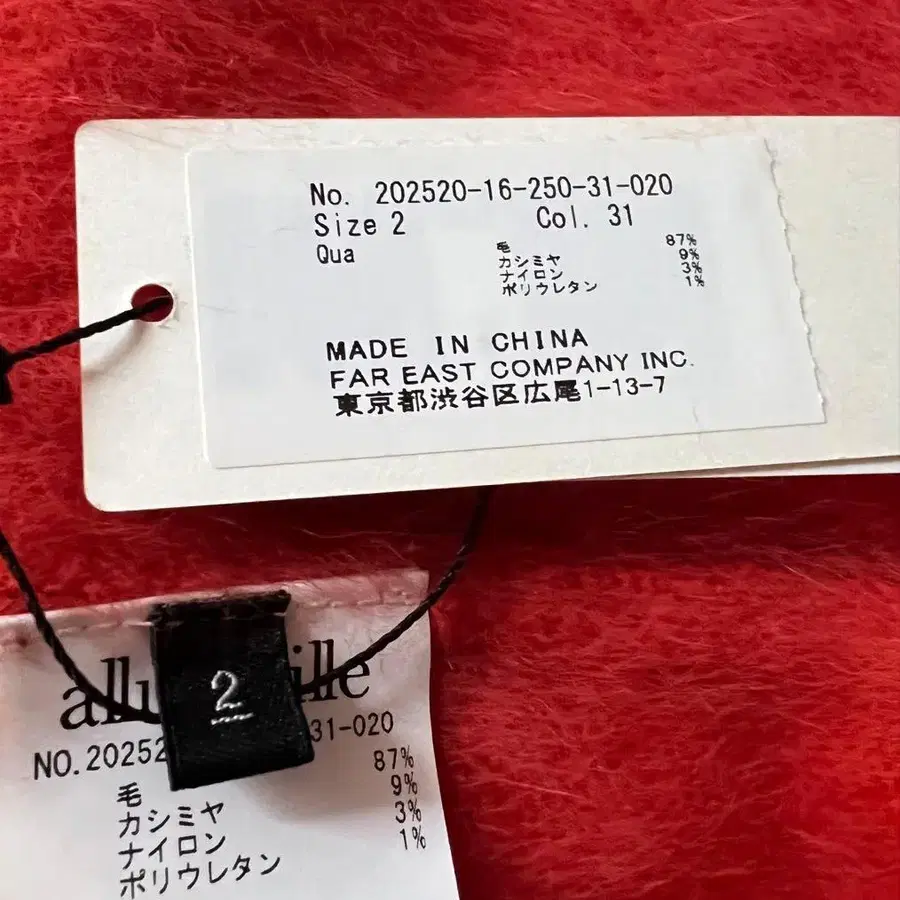 No. 202520-16-250-31-020
Size 2 Col. 31
Qua
毛 87%
カシミヤ 9%
ナイロン 3%
ポリウレタン 1%
MADE IN CHINA
FAR EAST COMPANY INC.
東京都渋谷区広尾1-13-7
2
NO.20252 31-020
毛 87%
カシミヤ 9%
ナイロン 3%
ポリウレタン 1%